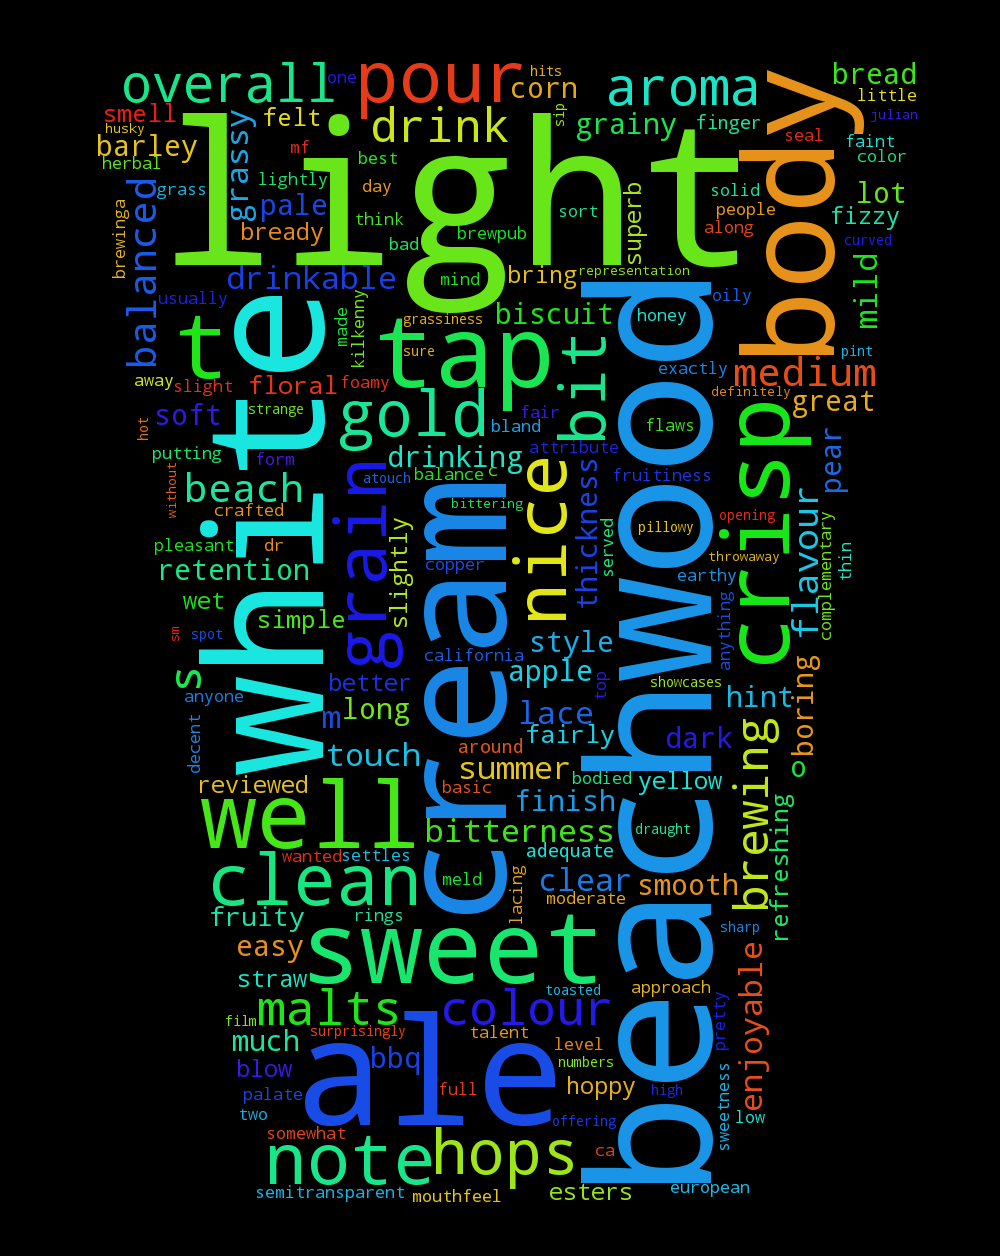 overall
one
pour
hits
corn
aroma
bread
little
julian
smell
husky
barley
herbal
grass
grassy
felt
mf
lightly
drink
best
day
think
bad
light
sip
grainy
finger
seal
faint
color
body
solid
people
along
lot
fizzy
curved
sort
superb
brewpub
pale
bready
balanced
brewinga
drinkable
usually
mind
bring
representation
oily
mild
t
white
made
kilkenny
grassiness
sure
tap
biscuit
honey
bit
beachwood
exactly
pint
medium
definitely
great
away
slight
floral
foamy
soft
strange
hot
gold
fair
bland
flaws
crisp
pear
putting
form
drinking
attribute
fruitiness
without
beach
crafted
grain
atouch
balance
c
bittering
nice
thickness
served
pillowy
opening
throwaway
flavour
complementary
thin
pleasant
dr
retention
slightly
cream
copper
earthy
anything
wet
simple
sm
spot
style
california
s
better
apple
top
showcases
hint
boring
anyone
m
long
lace
decent
touch
around
fairly
dark
brewing
o
reviewed
basic
summer
bodied
yellow
finish
well
bitterness
draught
refreshing
wanted
settles
adequate
clean
meld
lacing
clear
moderate
smooth
fruity
rings
sharp
easy
sweet
straw
toasted
approach
enjoyable
malts
colour
film
surprisingly
talent
pretty
much
ale
bbq
level
numbers
blow
full
hoppy
high
palate
sweetness
two
offering
low
somewhat
note
hops
ca
semitransparent
mouthfeel
esters
european